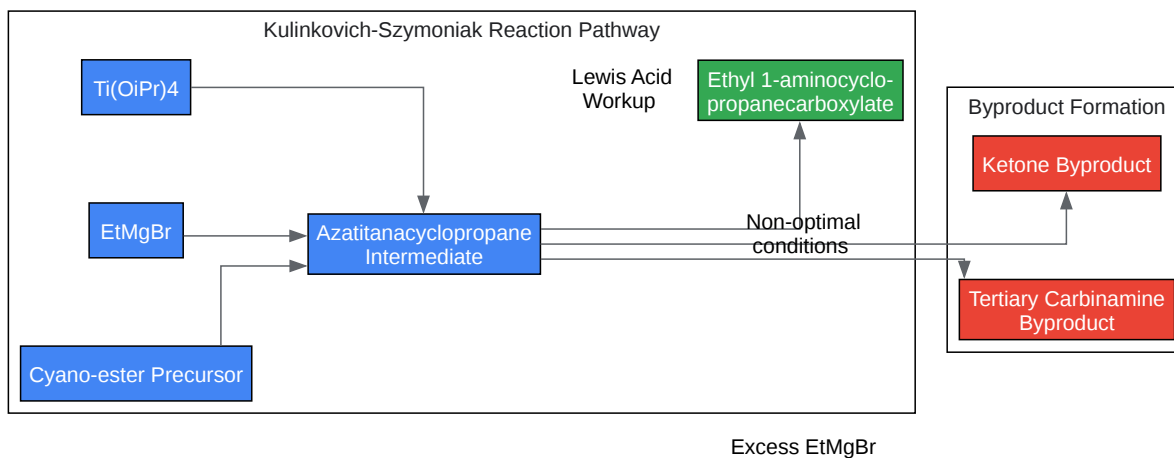 Kulinkovich-Szymoniak Reaction Pathway
Ti(OiPr)4
Lewis Acid
Workup
Ethyl 1-aminocyclo-
propanecarboxylate
Byproduct Formation
Ketone Byproduct
EtMgBr
Azatitanacyclopropane
Intermediate
Non-optimal
conditions
Tertiary Carbinamine
Byproduct
Cyano-ester Precursor
Excess EtMgBr